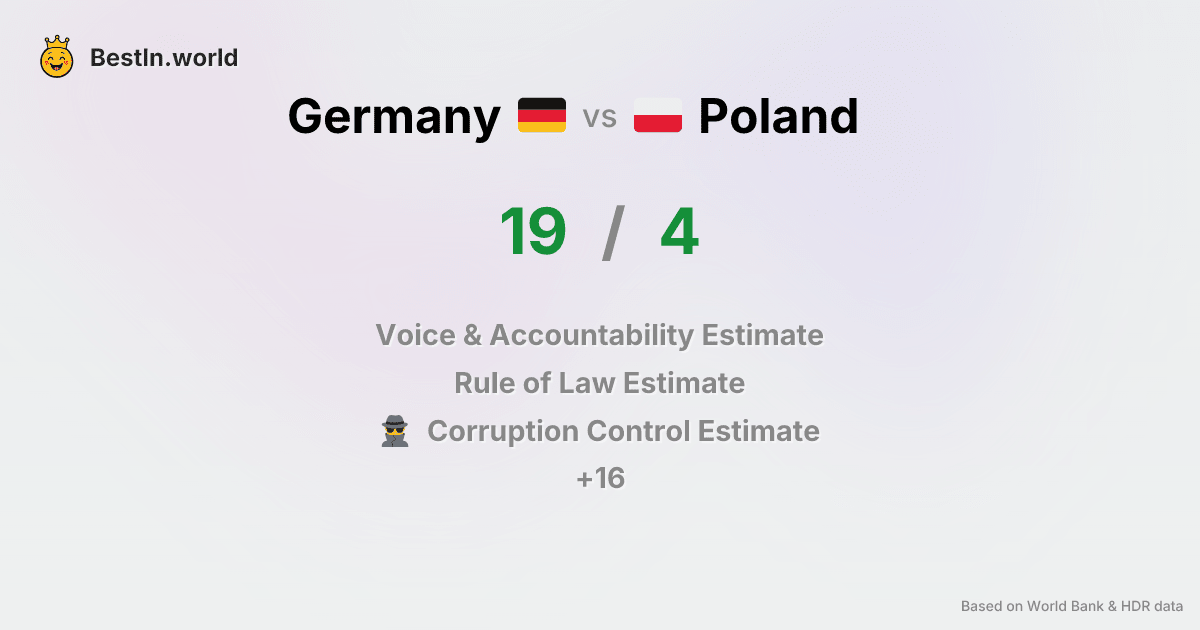 BestIn.world
Germany vs Poland
19 / 4
Voice & Accountability Estimate
Rule of Law Estimate
Corruption Control Estimate
+16
Based on World Bank & HDR data